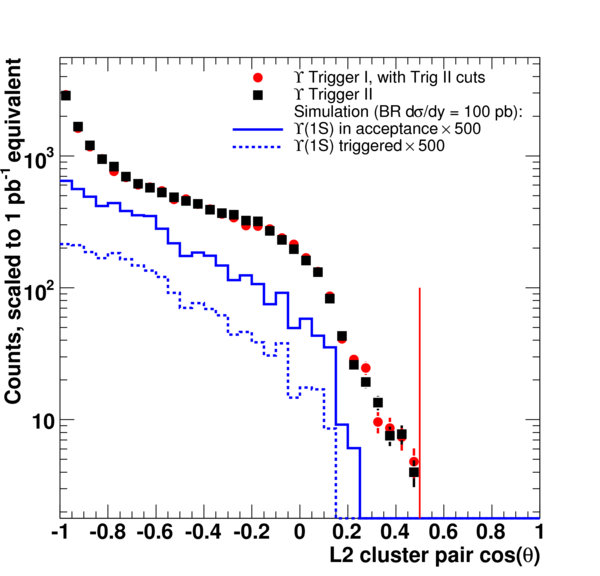 ϒ Trigger I, with Trig II cuts
ϒ Trigger II
Simulation (BR dσ/dy = 100 pb):
ϒ(1S) in acceptance × 500
ϒ(1S) triggered × 500
Counts, scaled to 1 pb⁻¹ equivalent
10³
10²
10
-1 -0.8 -0.6 -0.4 -0.2 0 0.2 0.4 0.6 0.8 1
L2 cluster pair cos(θ)